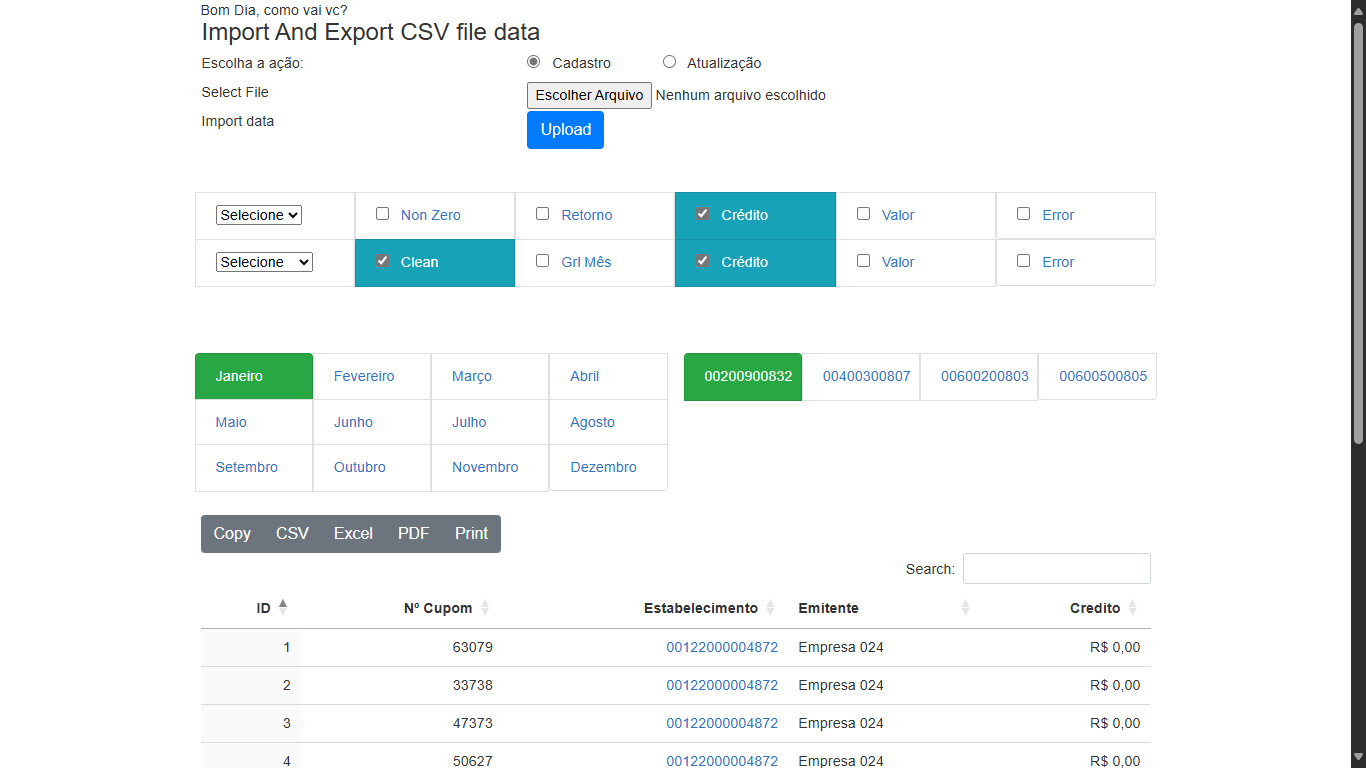 Bom Dia, como vai vc?
Import And Export CSV file data
Escolha a ação: Cadastro Atualização
Select File Escolher Arquivo Nenhum arquivo escolhido
Import data Upload
Selecione Non Zero Retorno Crédito Valor Error
Selecione Clean Grl Mês Crédito Valor Error
Janeiro Fevereiro Março Abril 00200900832 00400300807 00600200803 00600500805
Maio Junho Julho Agosto
Setembro Outubro Novembro Dezembro
Copy CSV Excel PDF Print
Search:
ID Nº Cupom Estabelecimento Emitente Credito
1 63079 00122000004872 Empresa 024 R$ 0,00
2 33738 00122000004872 Empresa 024 R$ 0,00
3 47373 00122000004872 Empresa 024 R$ 0,00
4 50627 00122000004872 Empresa 024 R$ 0,00